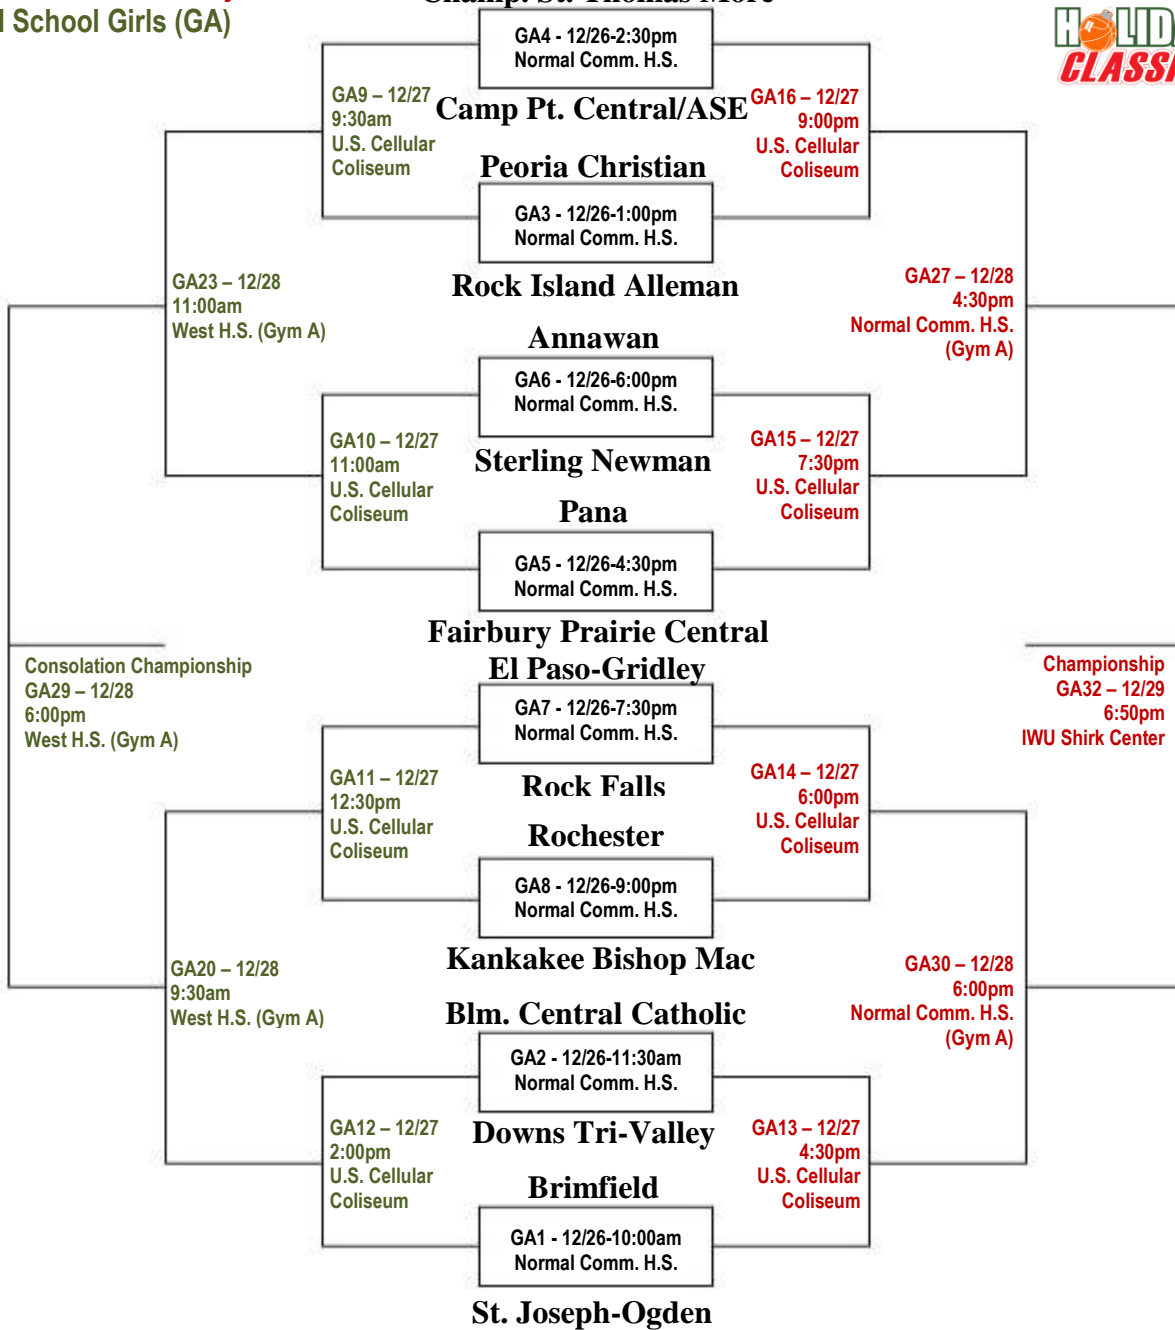 Champ. St. Thomas More
School Girls (GA)
GA4 - 12/26-2:30pm
Normal Comm. H.S.
CLASSI
GA9 – 12/27
9:30am
U.S. Cellular
Coliseum
Camp Pt. Central/ASE
GA16 – 12/27
9:00pm
U.S. Cellular
Coliseum
Peoria Christian
GA3 - 12/26-1:00pm
Normal Comm. H.S.
Rock Island Alleman
GA23 – 12/28
11:00am
West H.S. (Gym A)
GA27 – 12/28
4:30pm
Normal Comm. H.S.
(Gym A)
Annawan
GA6 - 12/26-6:00pm
Normal Comm. H.S.
Sterling Newman
GA10 – 12/27
11:00am
U.S. Cellular
Coliseum
GA15 – 12/27
7:30pm
U.S. Cellular
Coliseum
Pana
GA5 - 12/26-4:30pm
Normal Comm. H.S.
Fairbury Prairie Central
Consolation Championship
GA29 – 12/28
6:00pm
West H.S. (Gym A)
Championship
GA32 – 12/29
6:50pm
IWU Shirk Center
El Paso-Gridley
GA7 - 12/26-7:30pm
Normal Comm. H.S.
Rock Falls
GA11 – 12/27
12:30pm
U.S. Cellular
Coliseum
GA14 – 12/27
6:00pm
U.S. Cellular
Coliseum
Rochester
GA8 - 12/26-9:00pm
Normal Comm. H.S.
Kankakee Bishop Mac
GA20 – 12/28
9:30am
West H.S. (Gym A)
GA30 – 12/28
6:00pm
Normal Comm. H.S.
(Gym A)
Blm. Central Catholic
GA2 - 12/26-11:30am
Normal Comm. H.S.
Downs Tri-Valley
GA12 – 12/27
2:00pm
U.S. Cellular
Coliseum
GA13 – 12/27
4:30pm
U.S. Cellular
Coliseum
Brimfield
GA1 - 12/26-10:00am
Normal Comm. H.S.
St. Joseph-Ogden